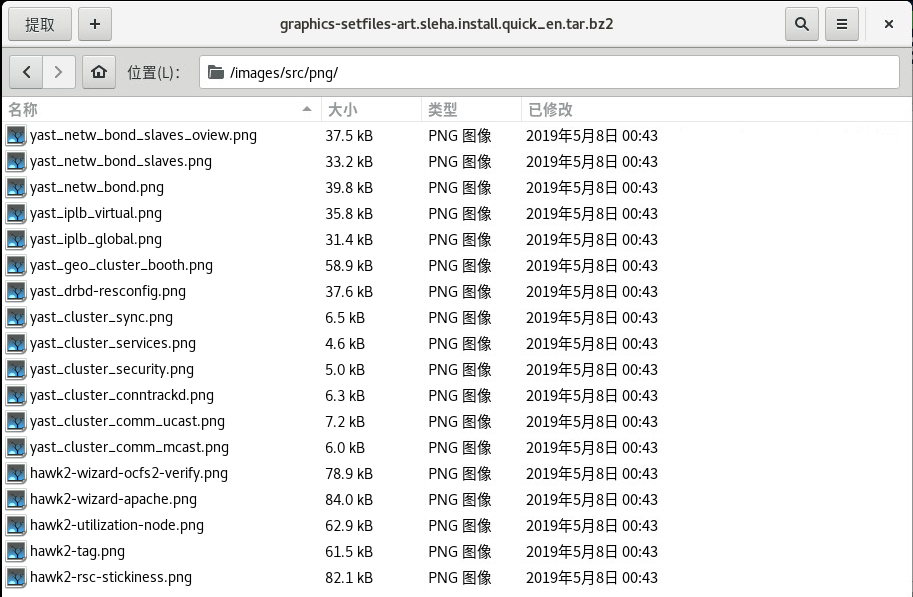 提取 + graphics-setfiles-art.sleha.install.quick_en.tar.bz2
位置(L)： /images/src/png/
名称 大小 类型 已修改
yast_netw_bond_slaves_oview.png 37.5 kB PNG 图像 2019年5月8日 00:43
yast_netw_bond_slaves.png 33.2 kB PNG 图像 2019年5月8日 00:43
yast_netw_bond.png 39.8 kB PNG 图像 2019年5月8日 00:43
yast_iplb_virtual.png 35.8 kB PNG 图像 2019年5月8日 00:43
yast_iplb_global.png 31.4 kB PNG 图像 2019年5月8日 00:43
yast_geo_cluster_booth.png 58.9 kB PNG 图像 2019年5月8日 00:43
yast_drbd-resconfig.png 37.6 kB PNG 图像 2019年5月8日 00:43
yast_cluster_sync.png 6.5 kB PNG 图像 2019年5月8日 00:43
yast_cluster_services.png 4.6 kB PNG 图像 2019年5月8日 00:43
yast_cluster_security.png 5.0 kB PNG 图像 2019年5月8日 00:43
yast_cluster_conntrackd.png 6.3 kB PNG 图像 2019年5月8日 00:43
yast_cluster_comm_ucast.png 7.2 kB PNG 图像 2019年5月8日 00:43
yast_cluster_comm_mcast.png 6.0 kB PNG 图像 2019年5月8日 00:43
hawk2-wizard-ocfs2-verify.png 78.9 kB PNG 图像 2019年5月8日 00:43
hawk2-wizard-apache.png 84.0 kB PNG 图像 2019年5月8日 00:43
hawk2-utilization-node.png 62.9 kB PNG 图像 2019年5月8日 00:43
hawk2-tag.png 61.5 kB PNG 图像 2019年5月8日 00:43
hawk2-rsc-stickiness.png 82.1 kB PNG 图像 2019年5月8日 00:43